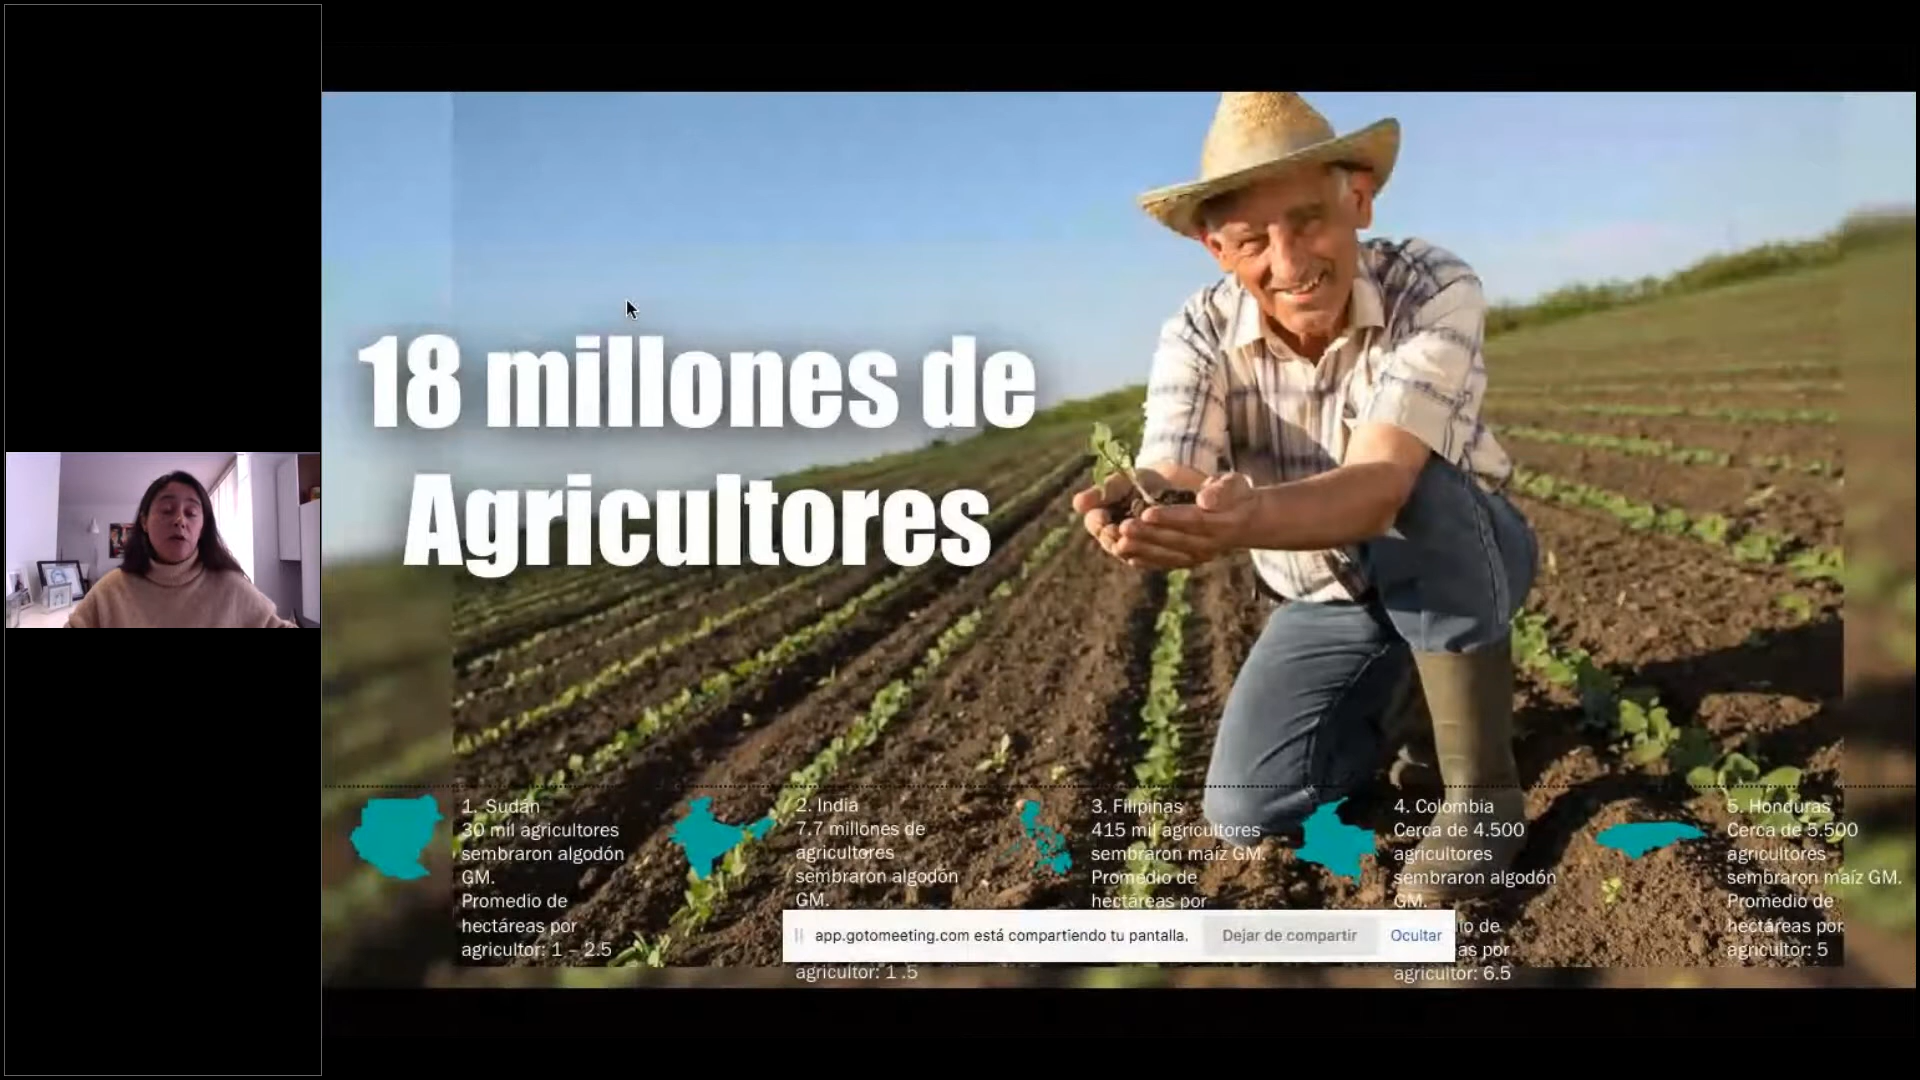 18 millones de
Agricultores
1. Sudán
30 mil agricultores
sembraron algodón
GM.
Promedio de
hectáreas por
agricultor: 1 – 2.5
2. India
7.7 millones de
agricultores
sembraron algodón
GM.
agricultor: 1 .5
3. Filipinas
415 mil agricultores
sembraron maíz GM.
Promedio de
hectáreas por
4. Colombia
Cerca de 4.500
agricultores
sembraron algodón
GM.
de
por
agricultor: 6.5
5. Honduras
Cerca de 5.500
agricultores
sembraron maíz GM.
Promedio de
hectáreas por
agricultor: 5
app.gotomeeting.com está compartiendo tu pantalla.
Dejar de compartir
Ocultar